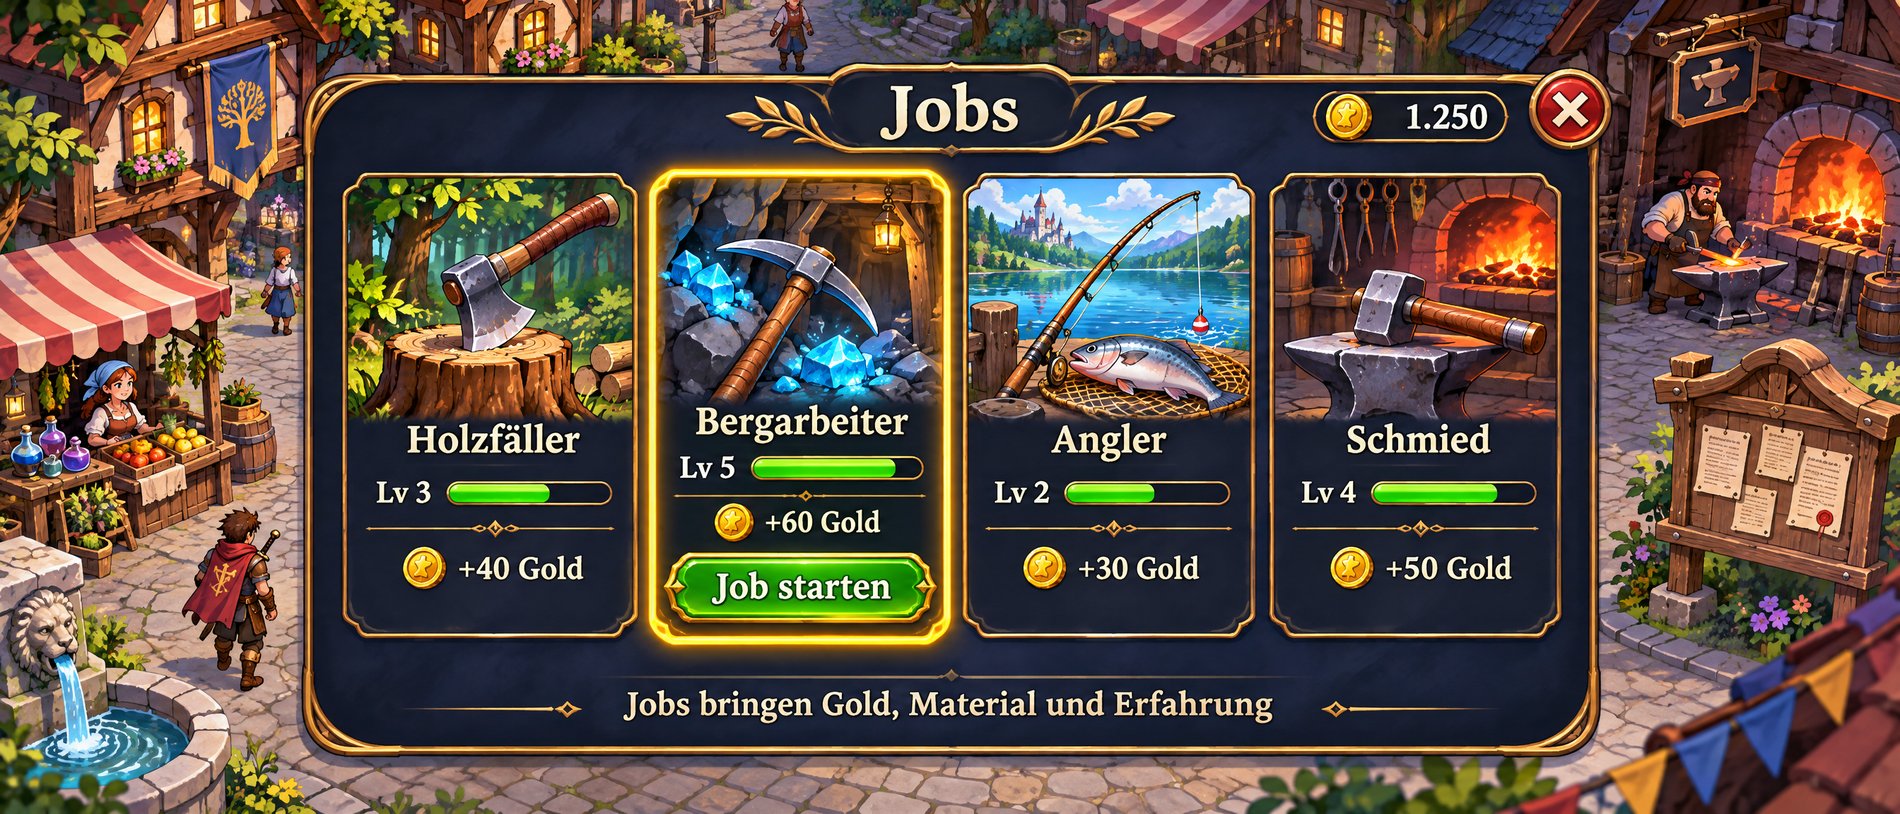 Jobs
1.250
Holzfäller
Lv 3
+40 Gold
Bergarbeiter
Lv 5
+60 Gold
Job starten
Angler
Lv 2
+30 Gold
Schmied
Lv 4
+50 Gold
Jobs bringen Gold, Material und Erfahrung